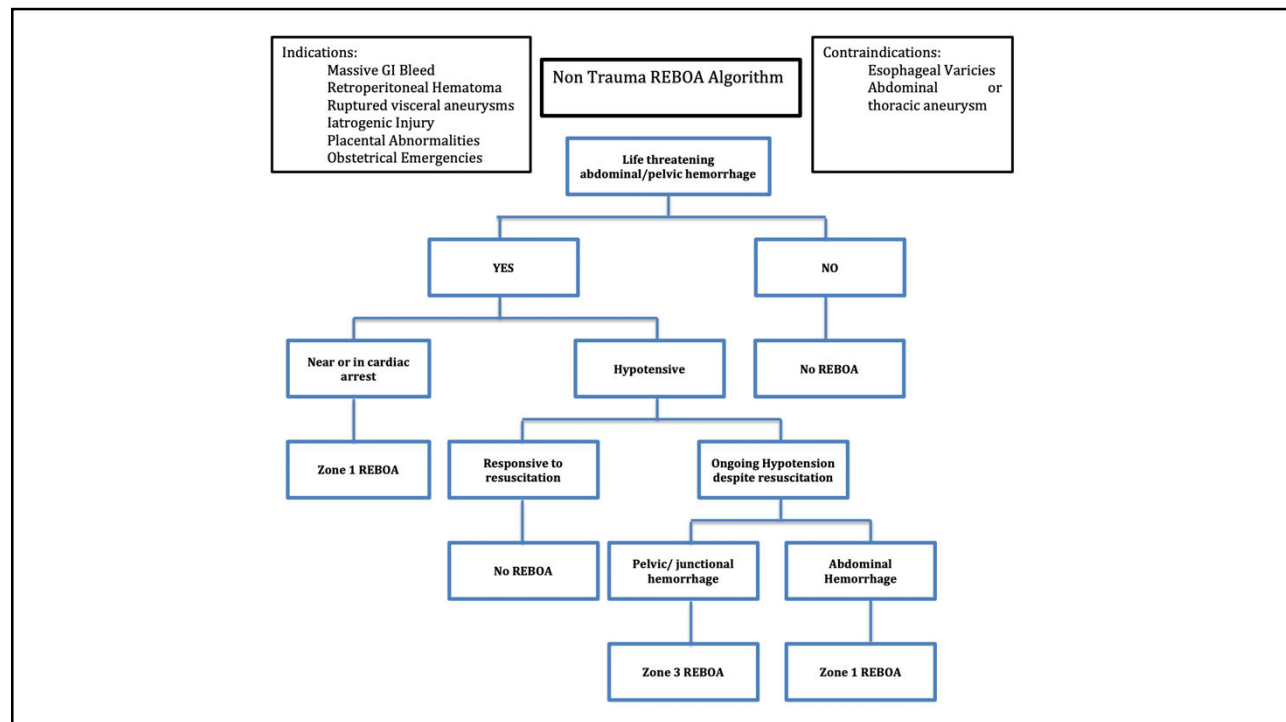 Indications:
Massive GI Bleed
Retroperitoneal Hematoma
Ruptured visceral aneurysms
Iatrogenic Injury
Placental Abnormalities
Obstetrical Emergencies
Non Trauma REBOA Algorithm
Contraindications:
Esophageal Varicies
Abdominal or
thoracic aneurysm
Life threatening
abdominal/pelvic hemorrhage
YES
NO
Near or in cardiac
arrest
Hypotensive
No REBOA
Zone 1 REBOA
Responsive to
resuscitation
Ongoing Hypotension
despite resuscitation
No REBOA
Pelvic/ junctional
hemorrhage
Abdominal
Hemorrhage
Zone 3 REBOA
Zone 1 REBOA